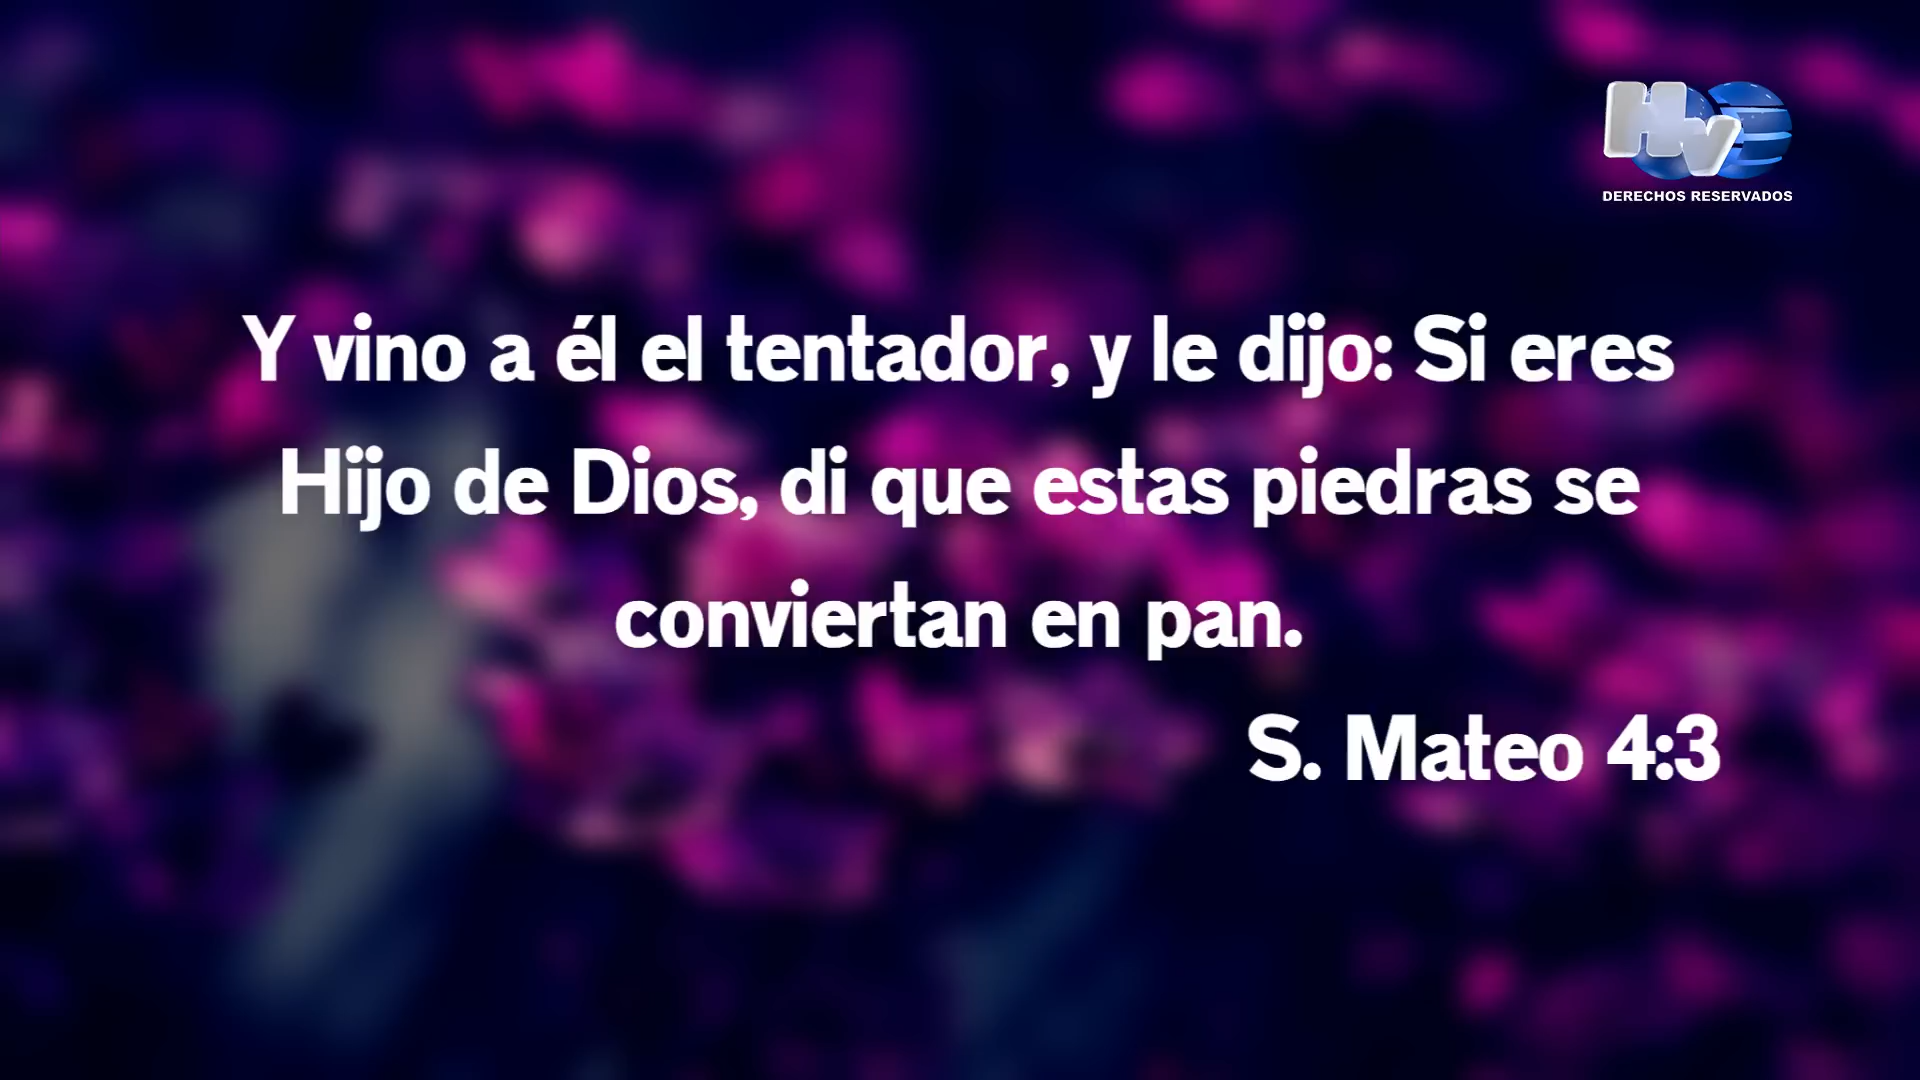 HV
DERECHOS RESERVADOS
Y vino a él el tentador, y le dijo: Si eres
Hijo de Dios, di que estas piedras se
conviertan en pan.
S. Mateo 4:3